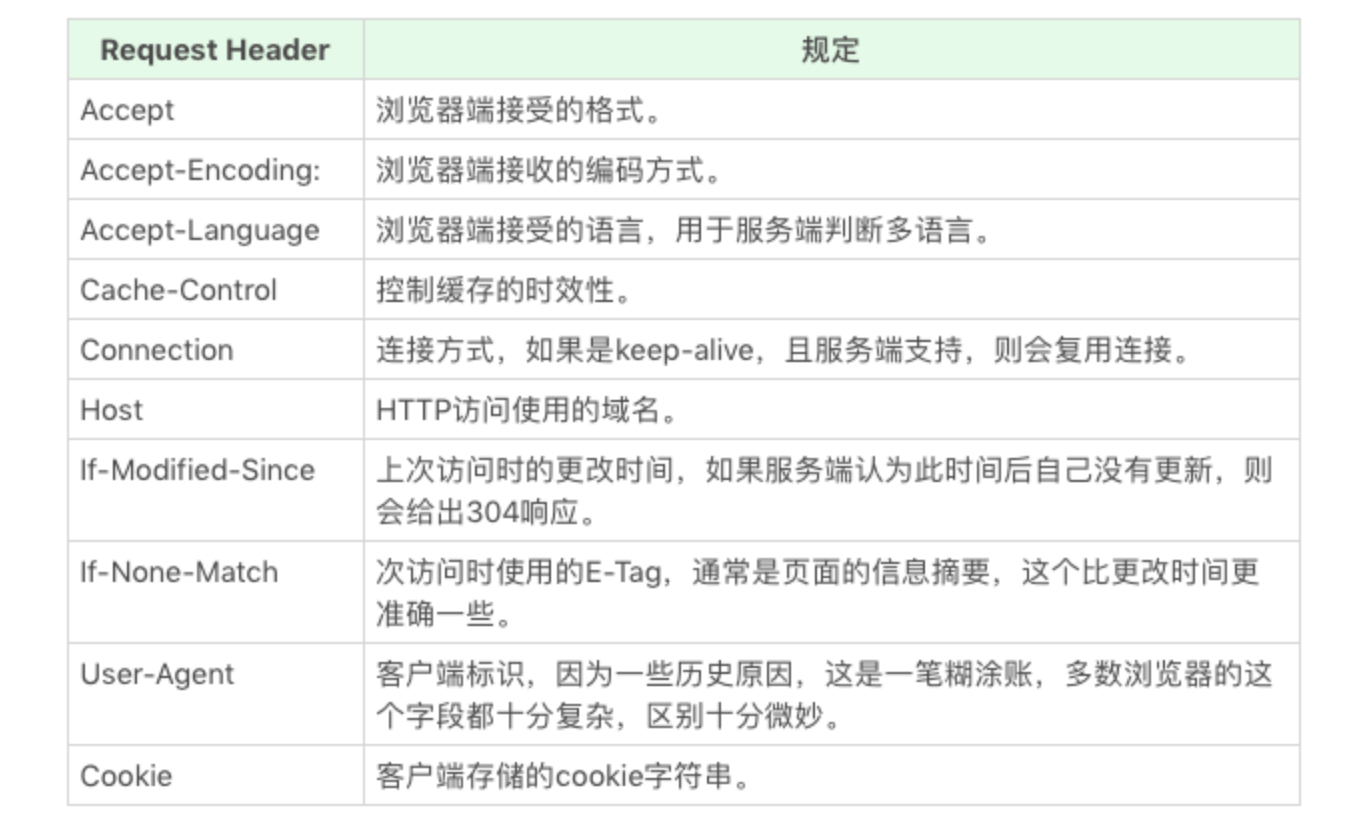 Request Header 规定
Accept 浏览器端接受的格式。
Accept-Encoding: 浏览器端接收的编码方式。
Accept-Language 浏览器端接受的语言，用于服务端判断多语言。
Cache-Control 控制缓存的时效性。
Connection 连接方式，如果是keep-alive，且服务端支持，则会复用连接。
Host HTTP访问使用的域名。
If-Modified-Since 上次访问时的更改时间，如果服务端认为此时间后自己没有更新，则
会给出304响应。
If-None-Match 次访问时使用的E-Tag，通常是页面的信息摘要，这个比更改时间更
准确一些。
User-Agent 客户端标识，因为一些历史原因，这是一笔糊涂账，多数浏览器的这
个字段都十分复杂，区别十分微妙。
Cookie 客户端存储的cookie字符串。